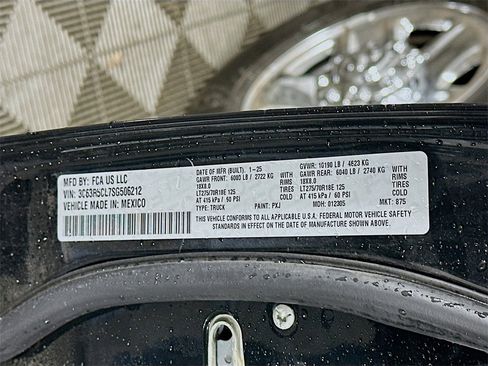 MFD BY: FCA US LLC
VIN: 3C63R5CL7SG506212
VEHICLE MADE IN: MEXICO
DATE OF MFR (BUILT). 1-25
GAWR FRONT: 6000 LB / 2722 KG
WITH TIRES RIMS
18X8.0
LT275/70R18E 125
AT 415 kPa / 60 PSI COLD
TYPE: TRUCK
GVWR: 10190 LB / 4623 KG
GAWR REAR: 6040 LB / 2740 KG
WITH TIRES RIMS
18X8.0
LT275/70R18E 125
AT 415 kPa / 60 PSI COLD
PAINT: PXJ
MDH: 012305
MKT: 875
THIS VEHICLE CONFORMS TO ALL APPLICABLE U.S.A. FEDERAL MOTOR VEHICLE SAFETY
STANDARDS IN EFFECT ON THE DATE OF MANUFACTURE SHOWN ABOVE.